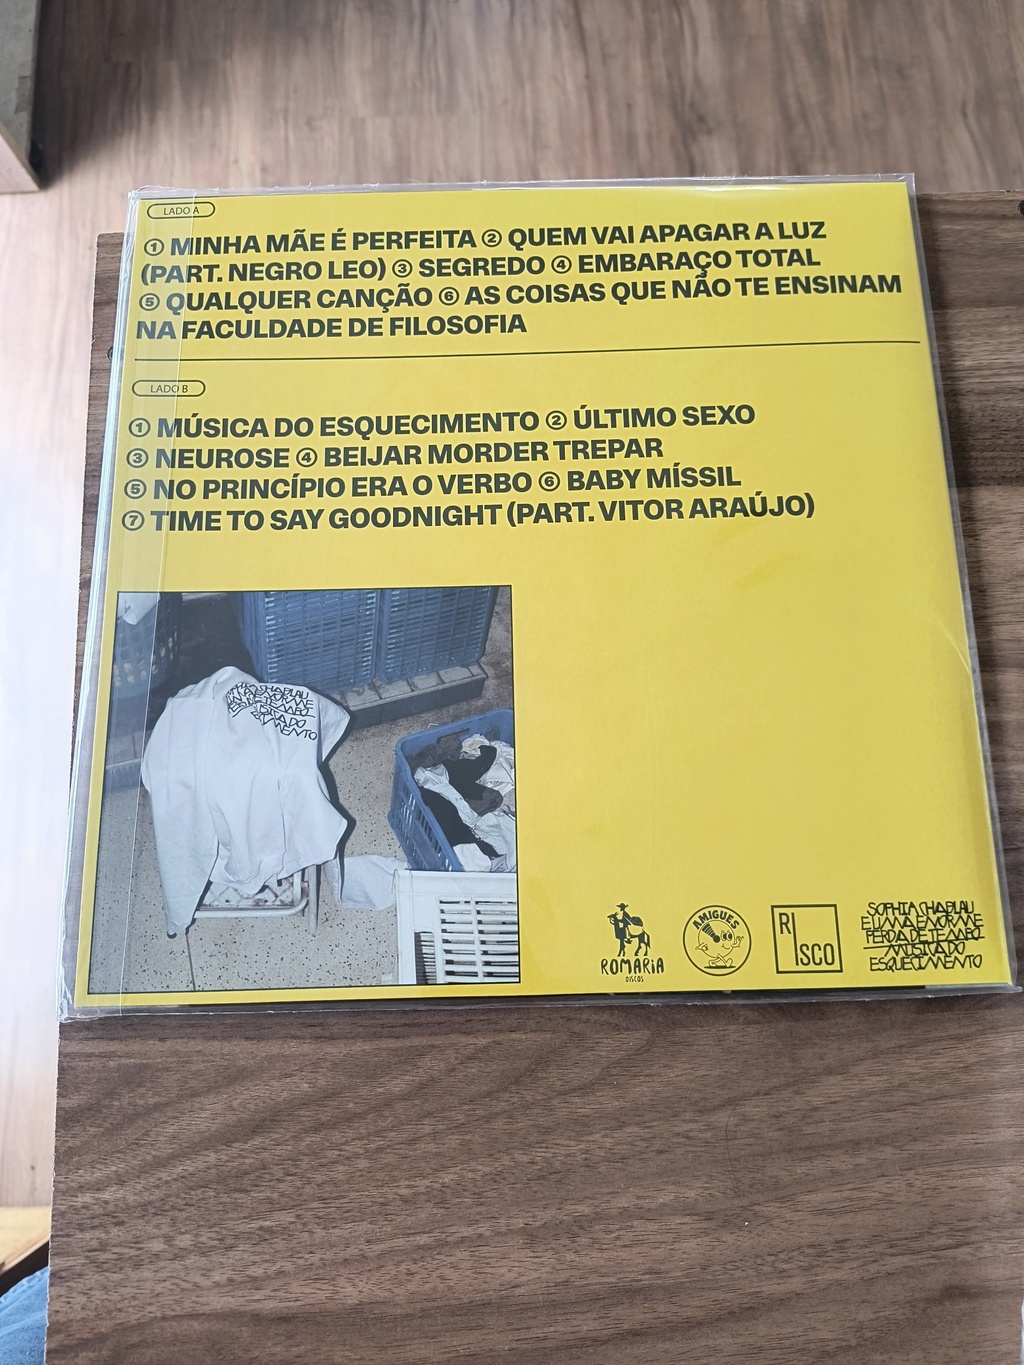 LADO A
① MINHA MÃE É PERFEITA ② QUEM VAI APAGAR A LUZ
(PART. NEGRO LEO) ③ SEGREDO ④ EMBARAÇO TOTAL
⑤ QUALQUER CANÇÃO ⑥ AS COISAS QUE NÃO TE ENSINAM
NA FACULDADE DE FILOSOFIA
LADO B
① MÚSICA DO ESQUECIMENTO ② ÚLTIMO SEXO
③ NEUROSE ④ BEIJAR MORDER TREPAR
⑤ NO PRINCÍPIO ERA O VERBO ⑥ BABY MÍSSIL
⑦ TIME TO SAY GOODNIGHT (PART. VITOR ARAÚJO)
ROMARIA
DISCOS
AMIGUES
RISCO
SOPHIA CHABLAU
E UMA ENORME
PERDA DE TEMPO
MÚSICA DO
ESQUECIMENTO